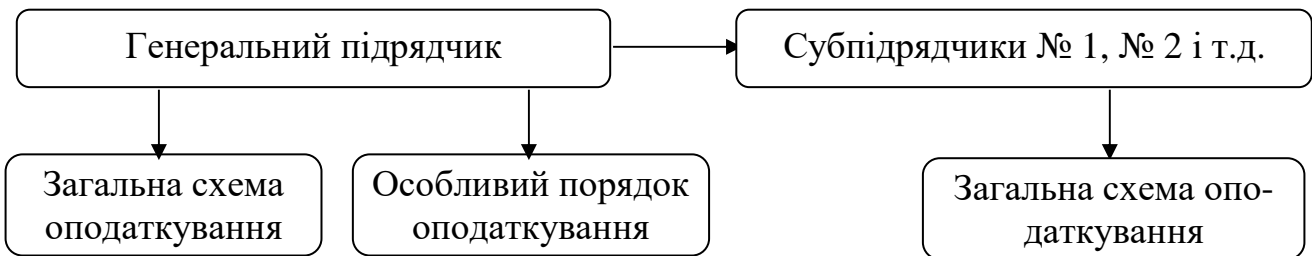 Генеральний підрядчик
Субпідрядчики № 1, № 2 і т.д.
Загальна схема
оподаткування
Особливий порядок
оподаткування
Загальна схема опо-
даткування